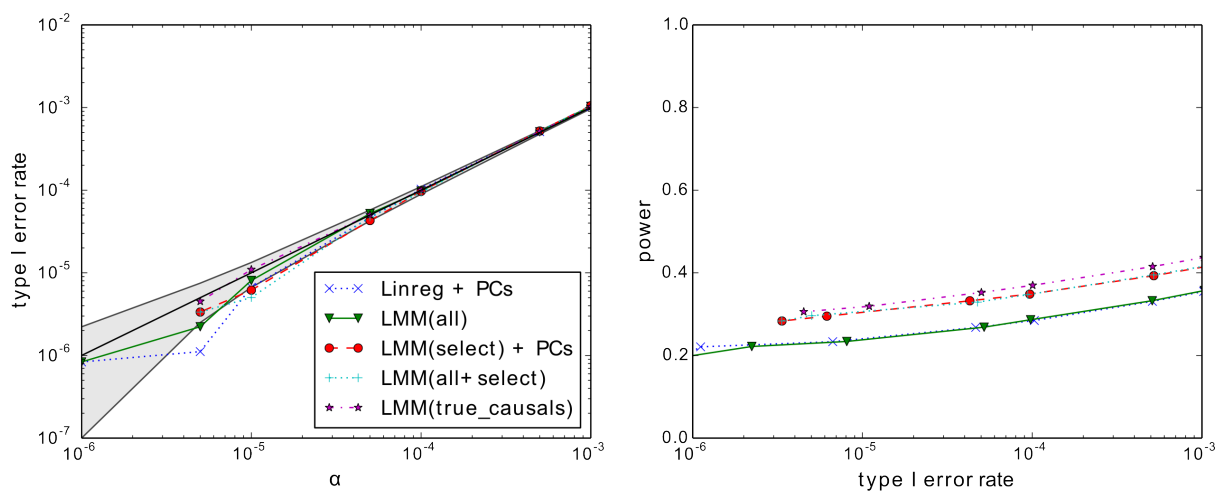 10^-2
10^-3
10^-4
10^-5
10^-6
10^-7
type I error rate
10^-6
10^-5
10^-4
10^-3
α
Linreg + PCs
LMM(all)
LMM(select) + PCs
LMM(all+select)
LMM(true_causals)
1.0
0.8
0.6
0.4
0.2
0.0
power
10^-6
10^-5
10^-4
10^-3
type I error rate